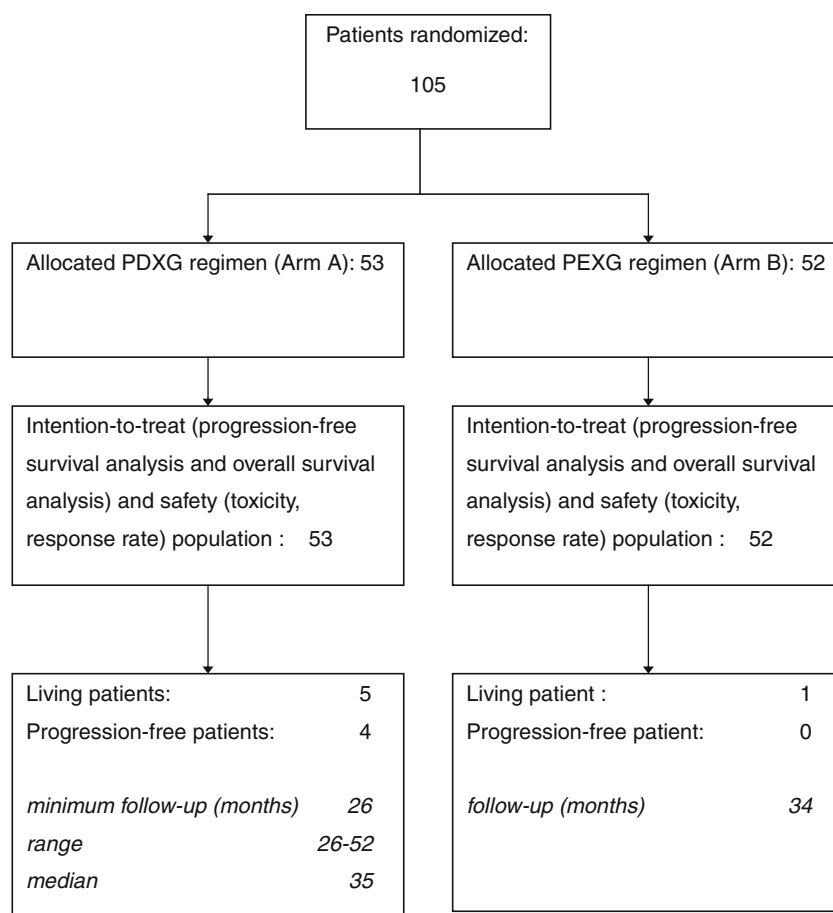 Patients randomized:
105
Allocated PDXG regimen (Arm A): 53
Allocated PEXG regimen (Arm B): 52
Intention-to-treat (progression-free
survival analysis and overall survival
analysis) and safety (toxicity,
response rate) population : 53
Intention-to-treat (progression-free
survival analysis and overall survival
analysis) and safety (toxicity,
response rate) population : 52
Living patients: 5
Progression-free patients: 4
minimum follow-up (months) 26
range 26-52
median 35
Living patient : 1
Progression-free patient: 0
follow-up (months) 34